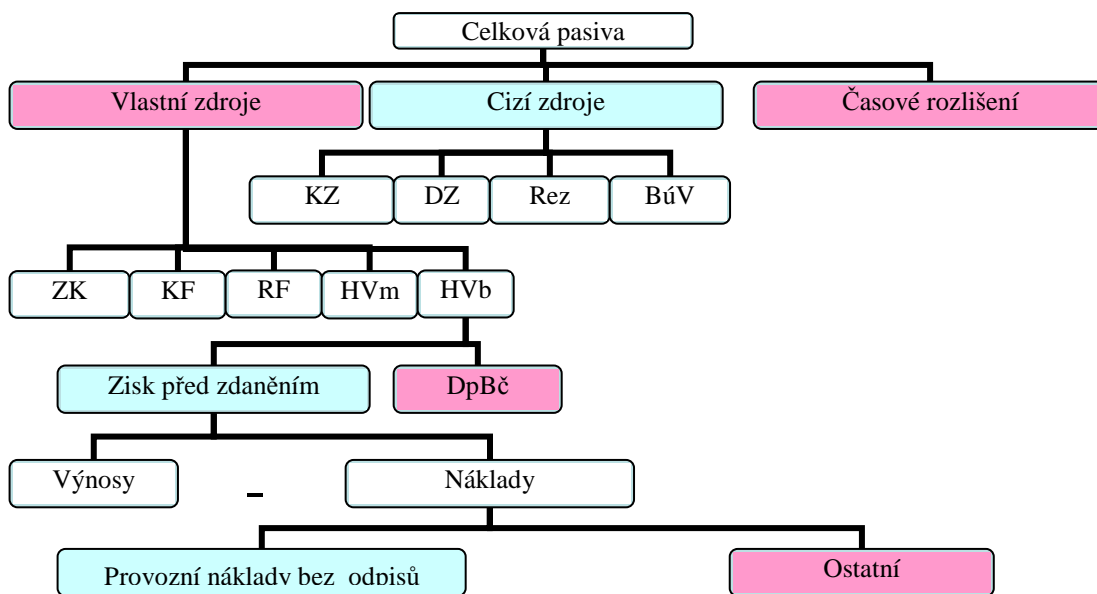 Celková pasiva
Vlastní zdroje
Cizí zdroje
Časové rozlišení
KZ
DZ
Rez
BúV
ZK
KF
RF
HVm
HVb
Zisk před zdaněním
DpBč
Výnosy
–
Náklady
Provozní náklady bez odpisů
Ostatní